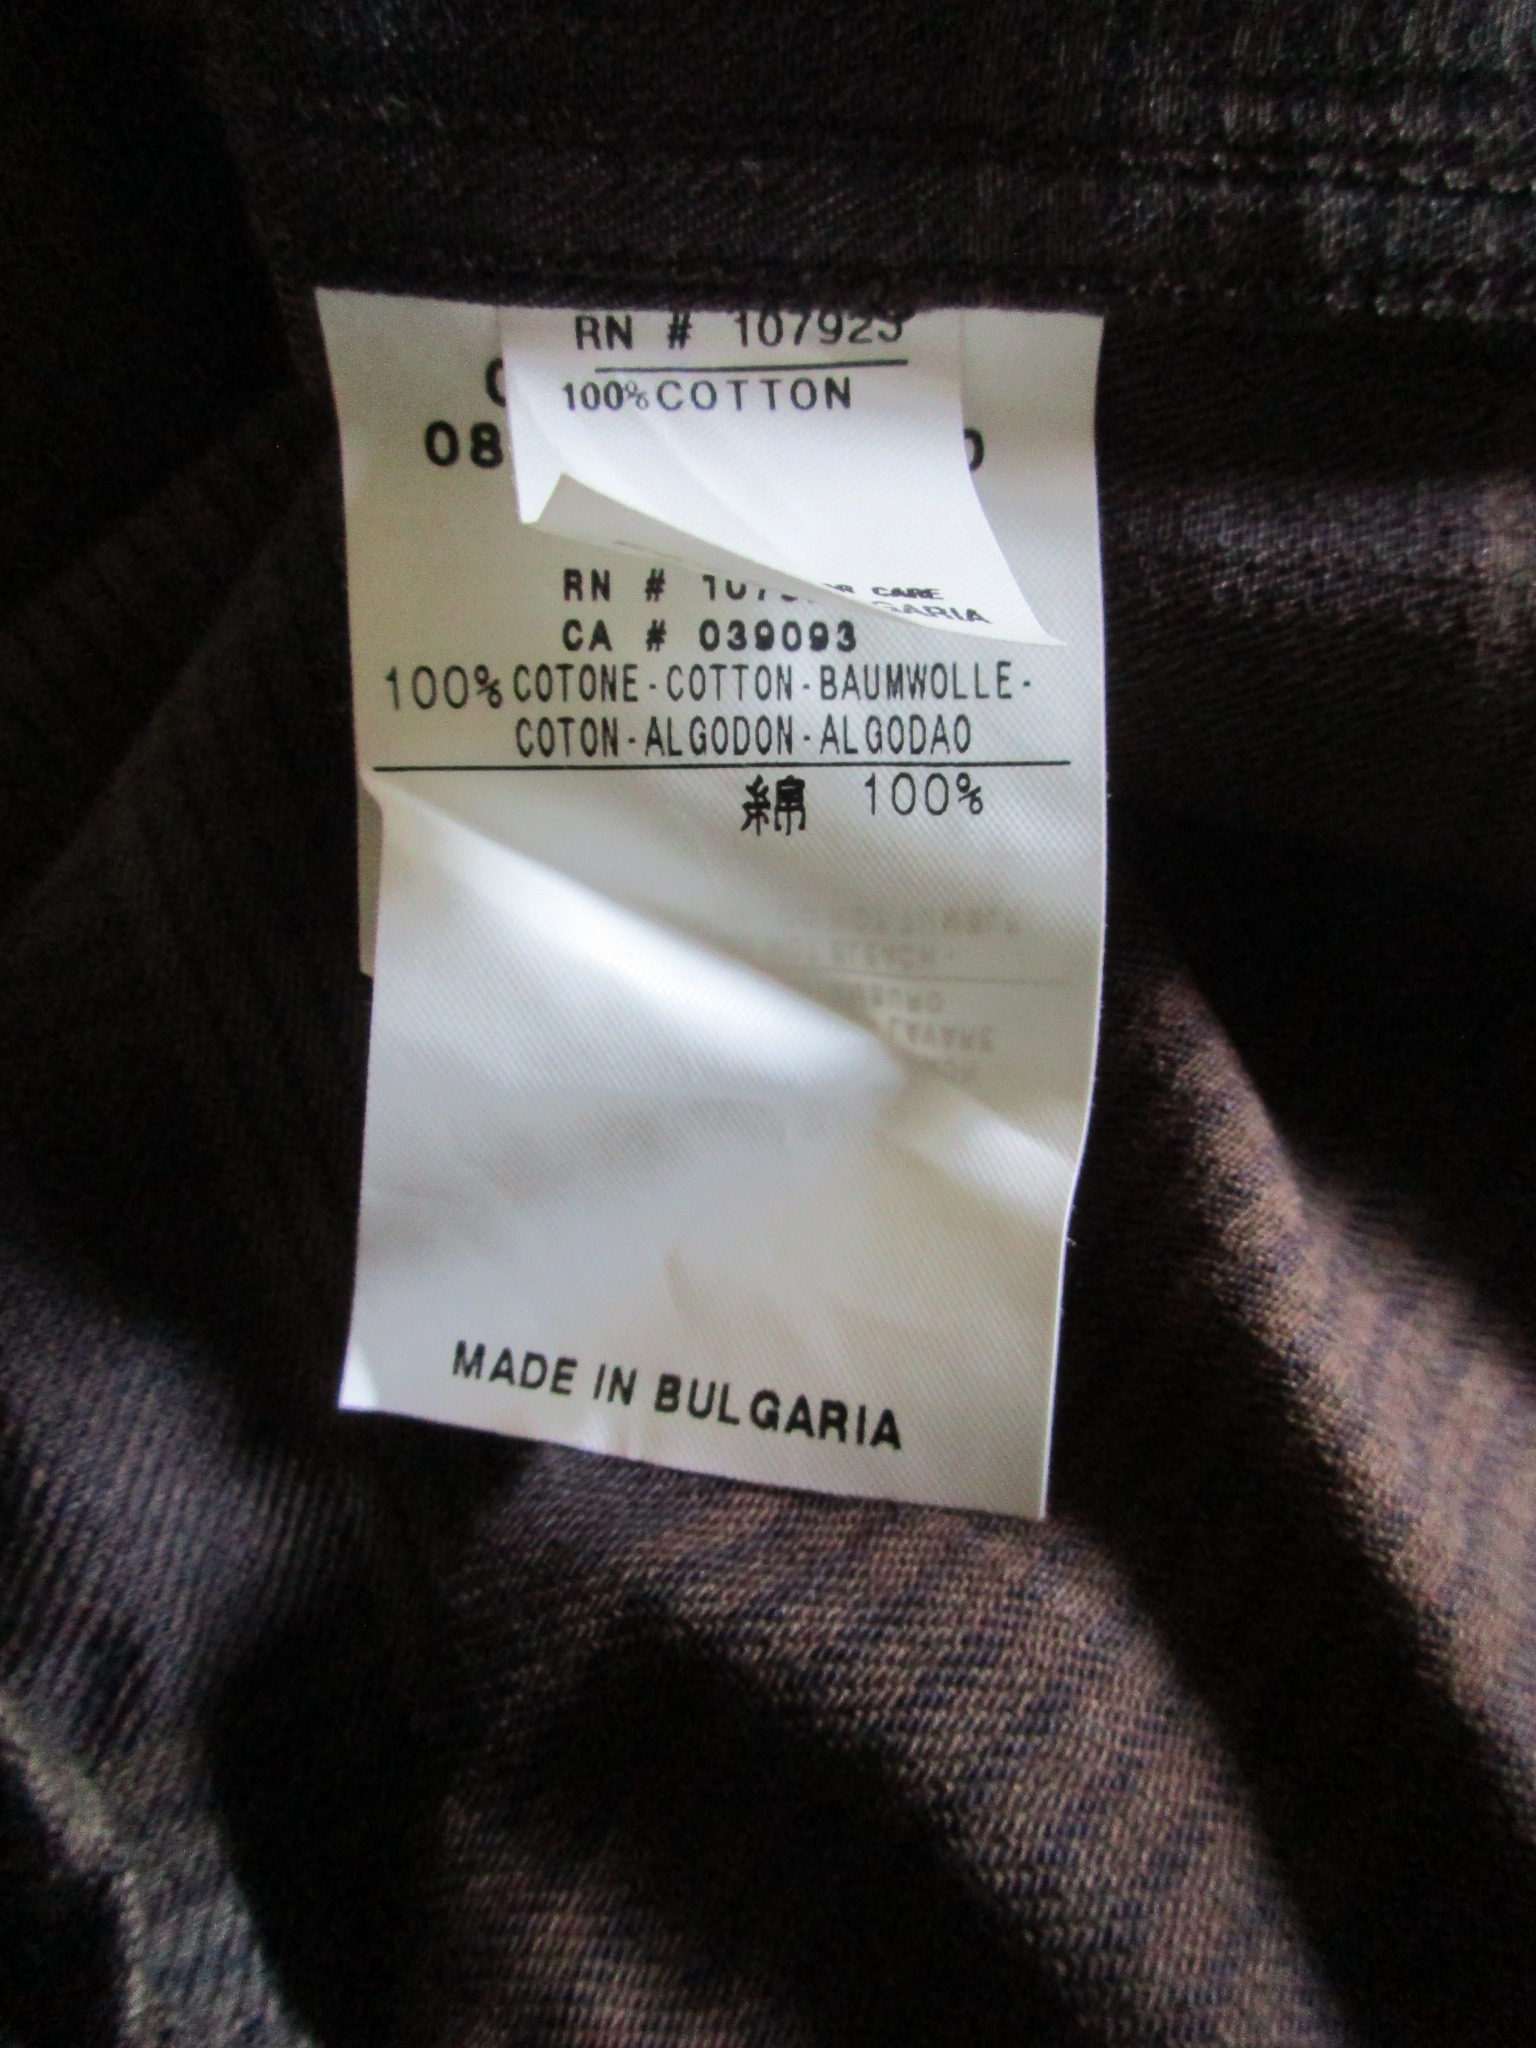 RN # 107925
100% COTTON
RN #
CARE
CA # 039093
100% COTONE - COTTON - BAUMWOLLE -
COTON - ALGODON - ALGODAO
綿 100%
MADE IN BULGARIA